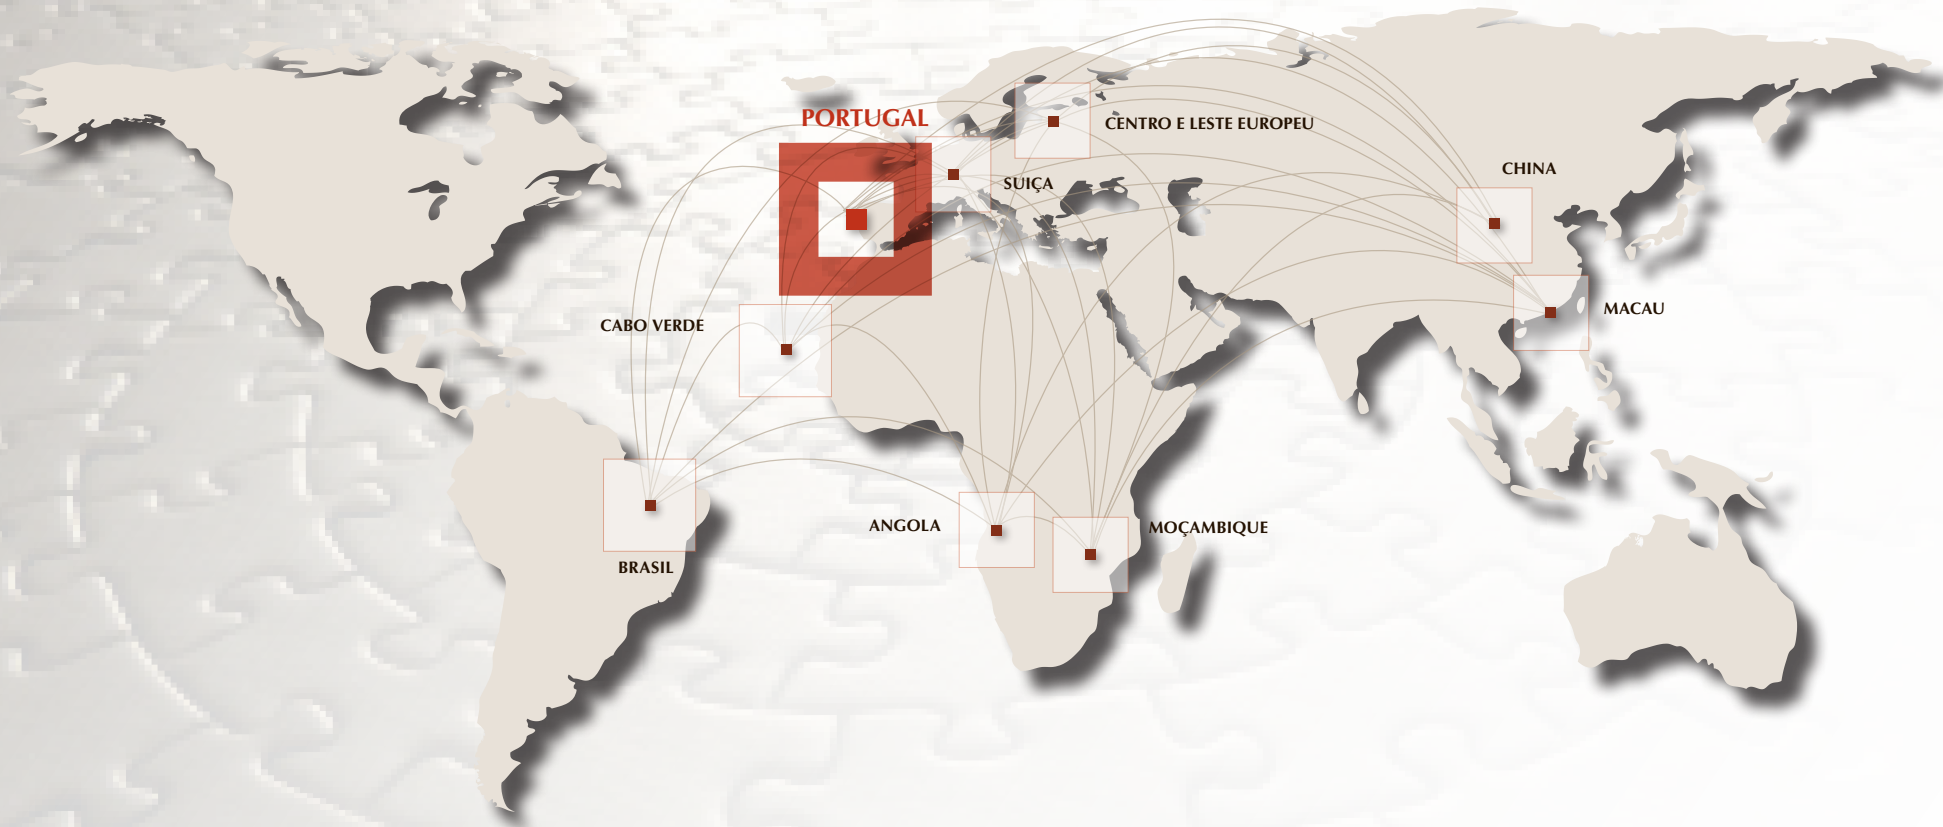 PORTUGAL
CENTRO E LESTE EUROPEU
CHINA
SUIÇA
MACAU
CABO VERDE
ANGOLA
MOÇAMBIQUE
BRASIL